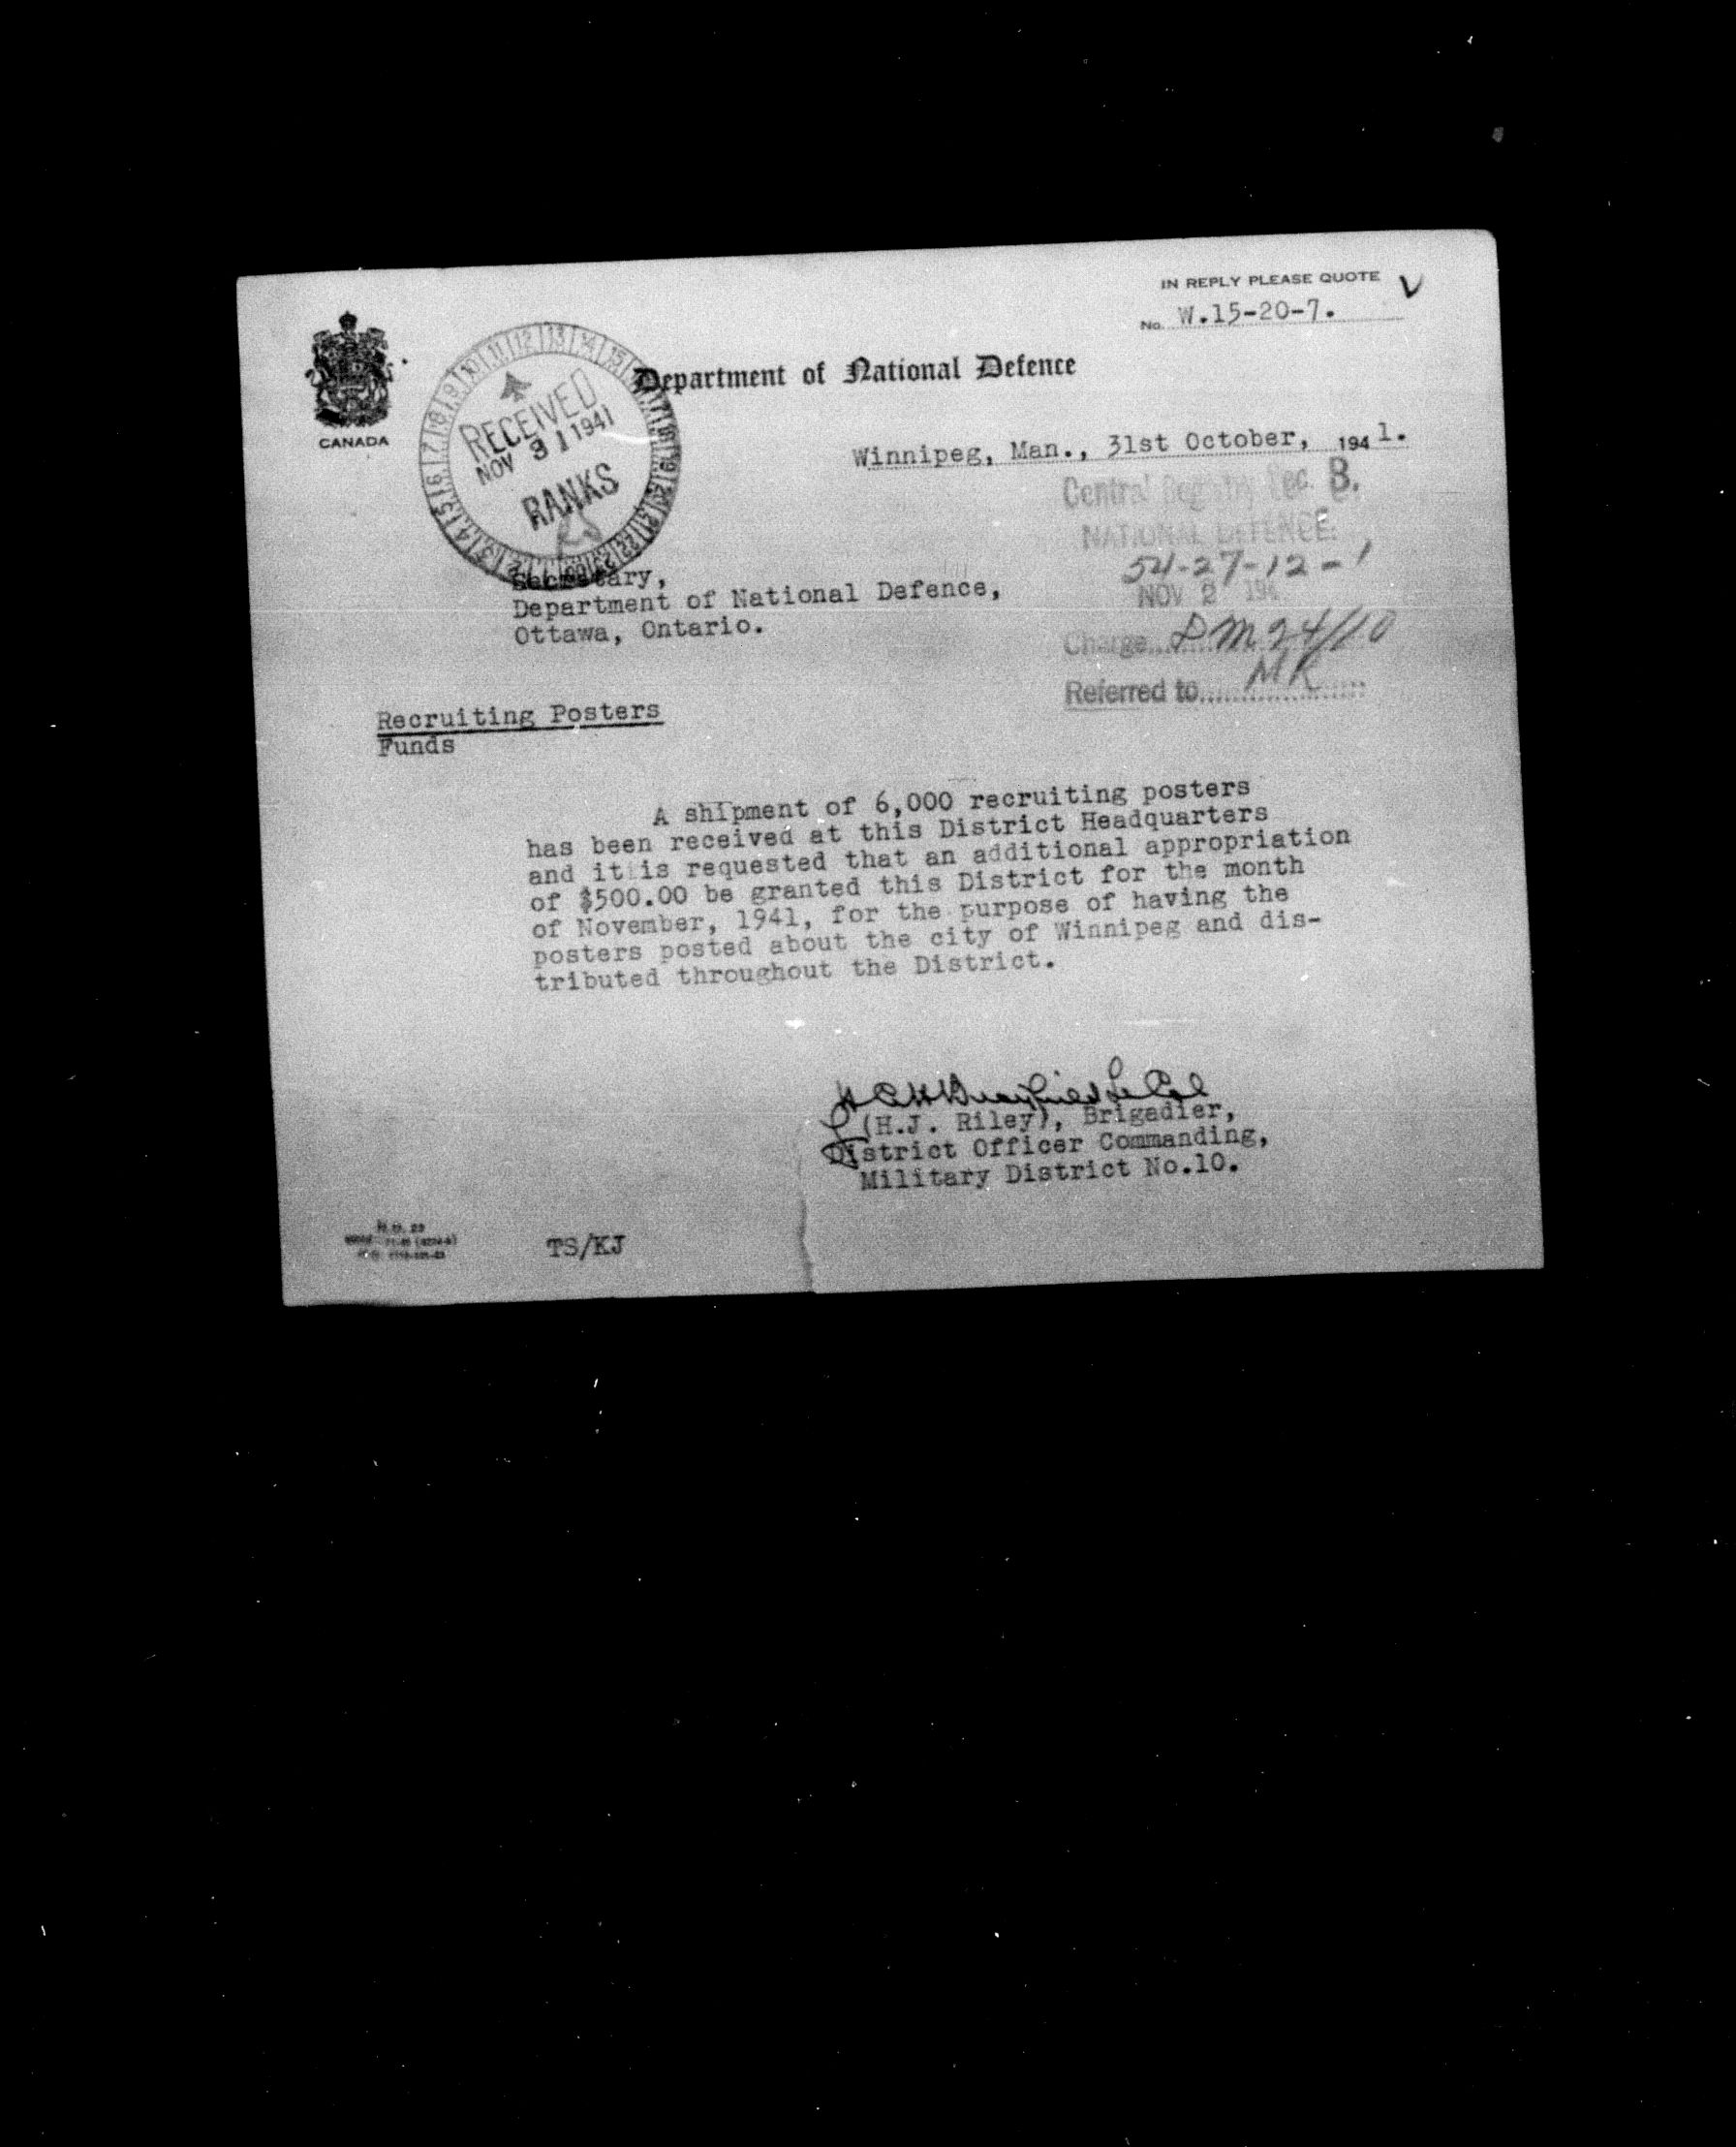 IN REPLY PLEASE QUOTE
No. W.15-20-7.
CANADA
Department of National Defence
RECEIVED
NOV 3 1941
RANKS
Winnipeg, Man., 31st October, 1941.
Central Registry Sec. B.
NATIONAL DEFENCE
54-27-12-1
NOV 2 194
Charge
Referred to MR
Secretary,
Department of National Defence,
Ottawa, Ontario.
Recruiting Posters
Funds
A shipment of 6,000 recruiting posters
has been received at this District Headquarters
and it is requested that an additional appropriation
of $500.00 be granted this District for the month
of November, 1941, for the purpose of having the
posters posted about the city of Winnipeg and dis-
tributed throughout the District.
(H.J. Riley), Brigadier,
District Officer Commanding,
Military District No.10.
TS/KJ